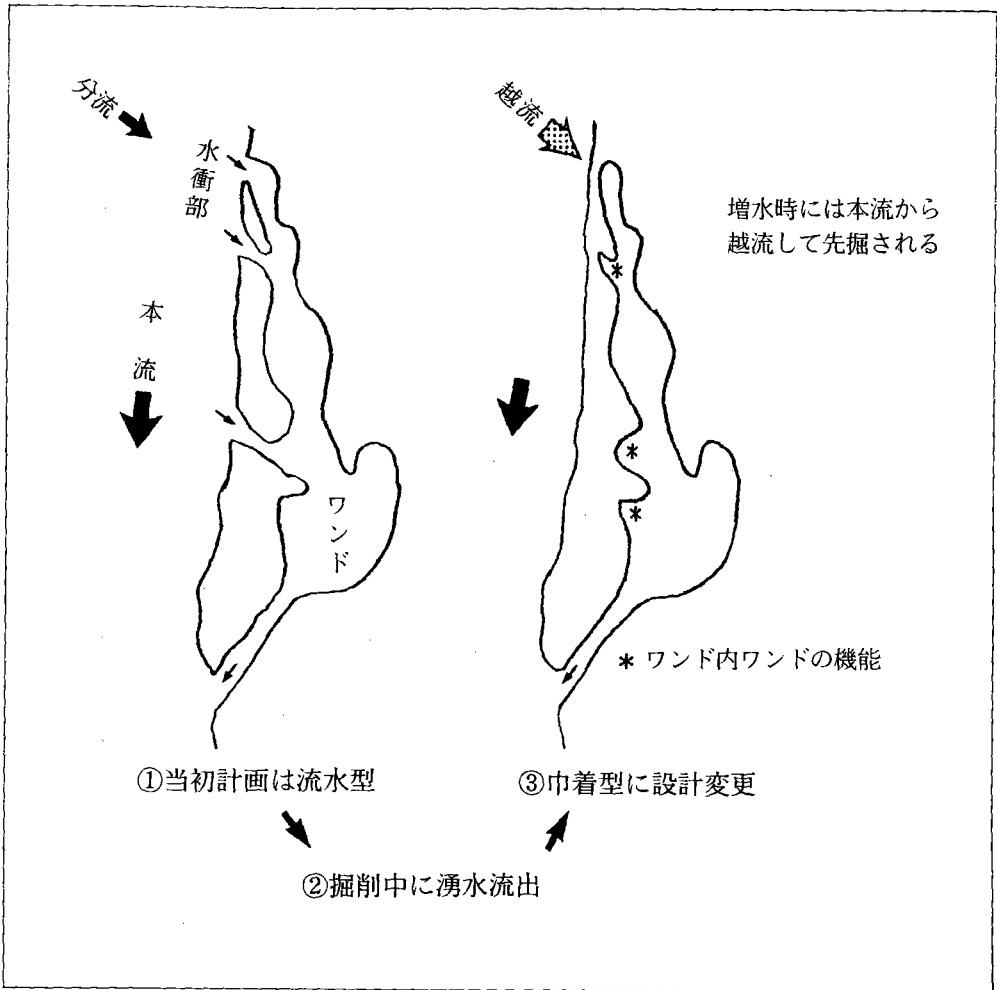 分流
水衝部
本流
ワンド
①当初計画は流水型
②掘削中に湧水流出
越流
増水時には本流から
越流して先掘される
*
*
*
* ワンド内ワンドの機能
③巾着型に設計変更